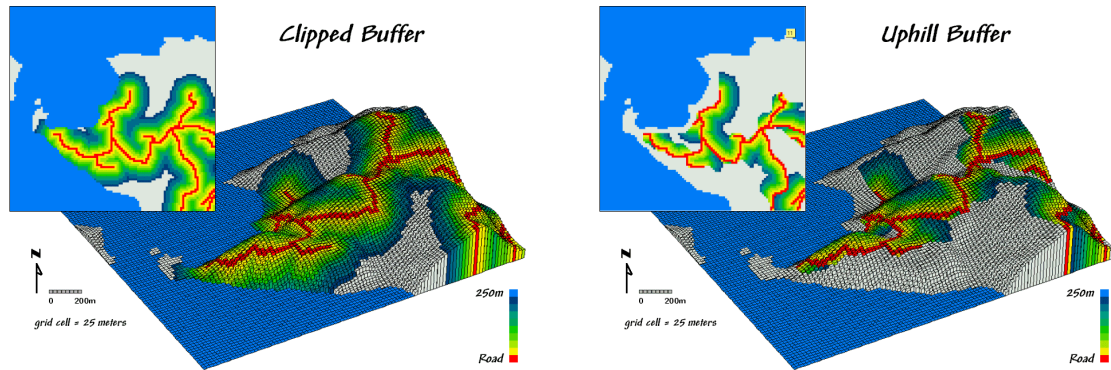 Clipped Buffer
N
0 200m
grid cell = 25 meters
250m
Road
Uphill Buffer
11
N
0 200m
grid cell = 25 meters
250m
Road